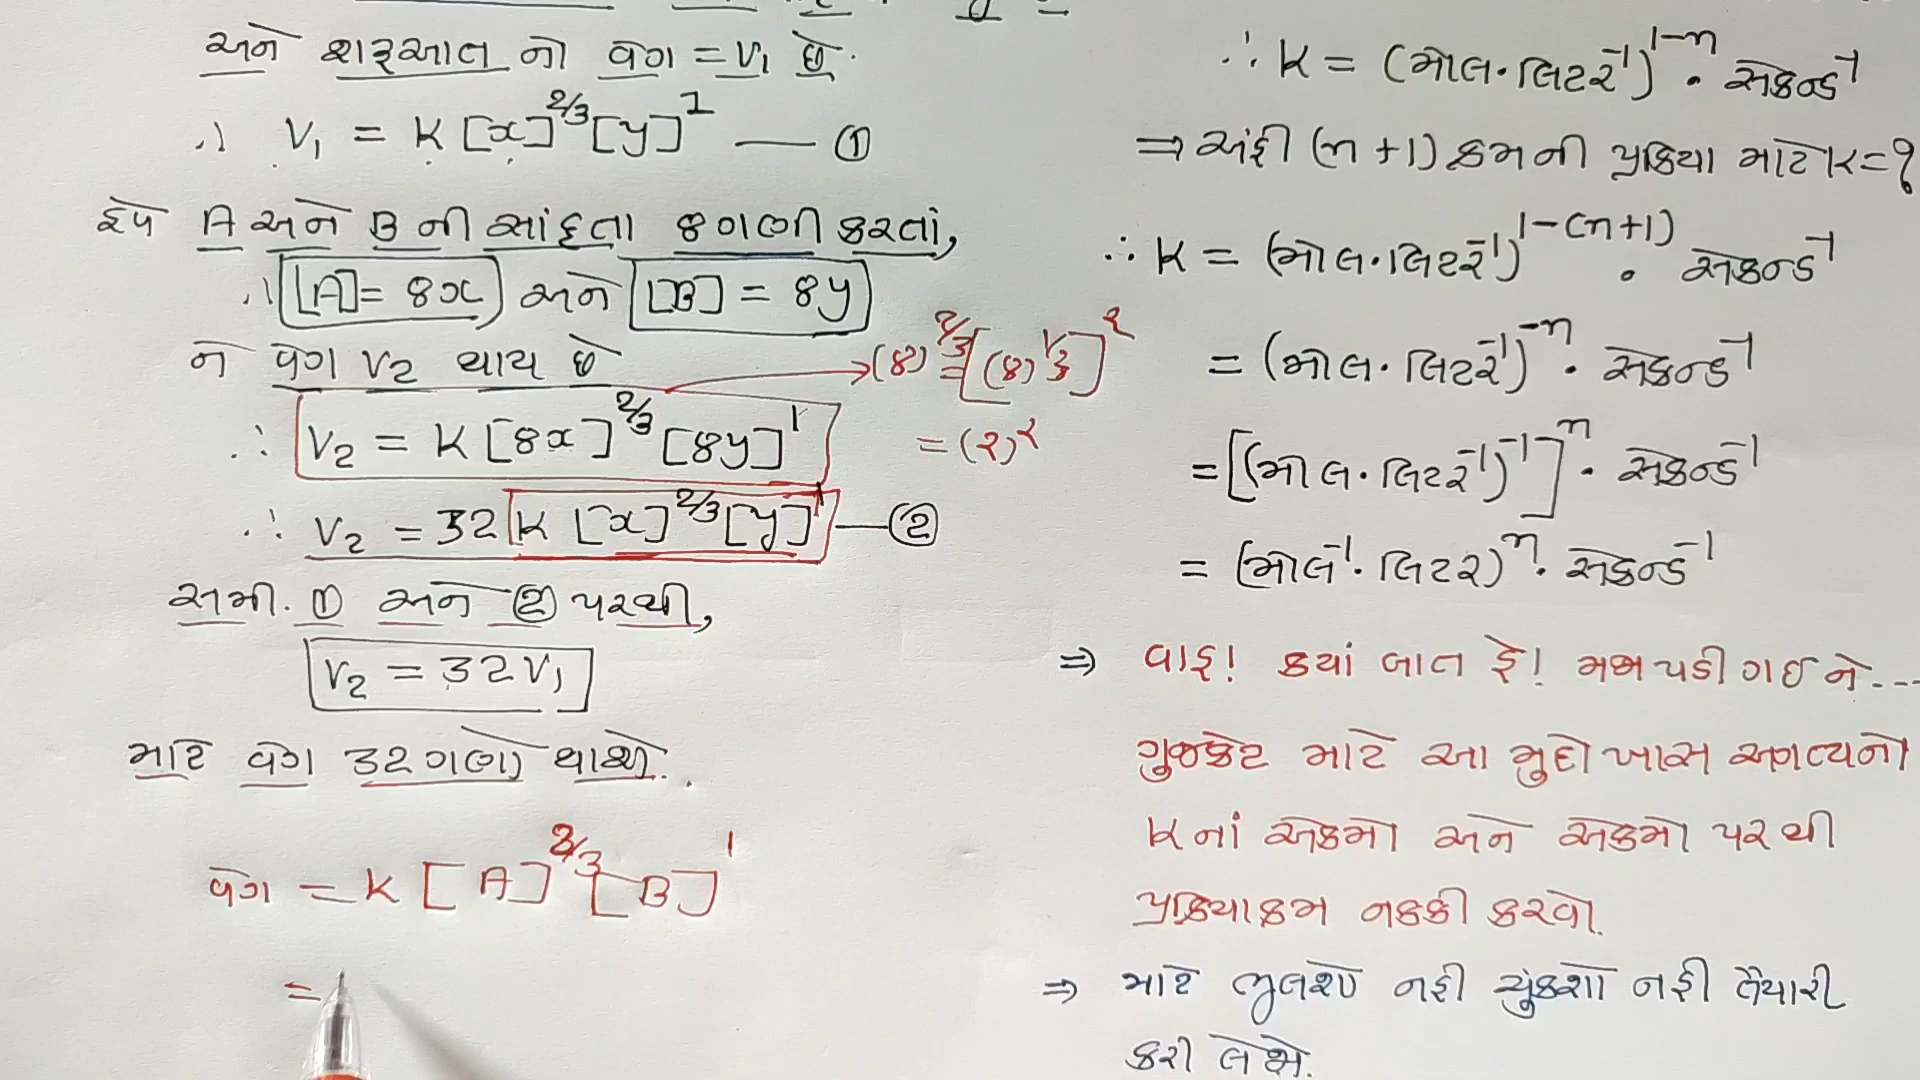 અને શરૂઆત નો વેગ = V₁ છે.
∴ V₁ = K [x]^2/3 [y]^1 — ①
હવે A અને B ની સાંદ્રતા 8 ગણી કરતાં,
∴ [A] = 8x અને [B] = 8y
ને વેગ V₂ થાય છે
→ (8)^2/3 = [(8)^1/3]^2
= (2)^2
∴ V₂ = K [8x]^2/3 [8y]^1
∴ V₂ = 32 K [x]^2/3 [y]^1 — ②
સમી. ① અને ② પરથી,
V₂ = 32 V₁
માટે વેગ 32 ગણો થાશે.
વેગ = K [A]^2/3 [B]^1
=
∴ K = (મોલ · લિટર⁻¹)^1-n · સેકન્ડ⁻¹
⇒ અહીં (n + 1) ક્રમની પ્રક્રિયા માટે K = ?
∴ K = (મોલ · લિટર⁻¹)^1-(n+1) · સેકન્ડ⁻¹
= (મોલ · લિટર⁻¹)^-n · સેકન્ડ⁻¹
= [(મોલ · લિટર⁻¹)⁻¹]^n · સેકન્ડ⁻¹
= (મોલ⁻¹ · લિટર)^n · સેકન્ડ⁻¹
⇒ વાહ! ક્યાં બાત હે! મજા પડી ગઈ ને...
ગુજકેટ માટે આ મુદ્દો ખાસ અગત્યનો
K નાં એકમો અને એકમો પરથી
પ્રક્રિયાક્રમ નક્કી કરવો.
⇒ માટે ભુલશો નહી ચુંકશો નહી તૈયારી
કરી લેજો.